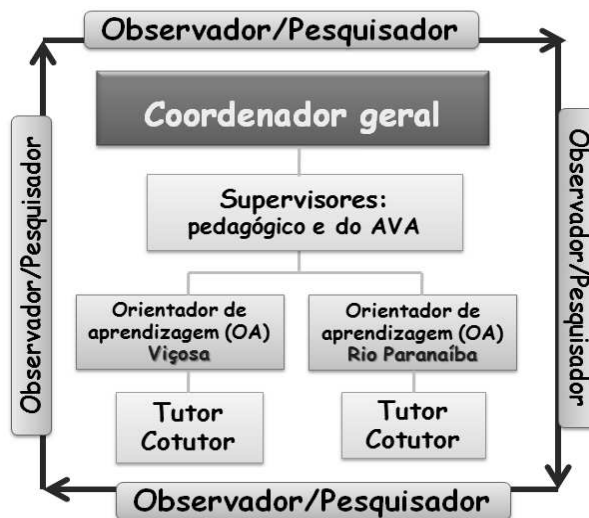 Observador/Pesquisador
Coordenador geral
Observador/Pesquisador
Observador/Pesquisador
Supervisores:
pedagógico e do AVA
Orientador de
aprendizagem (OA)
Viçosa
Orientador de
aprendizagem (OA)
Rio Paranaíba
Tutor
Cotutor
Tutor
Cotutor
Observador/Pesquisador